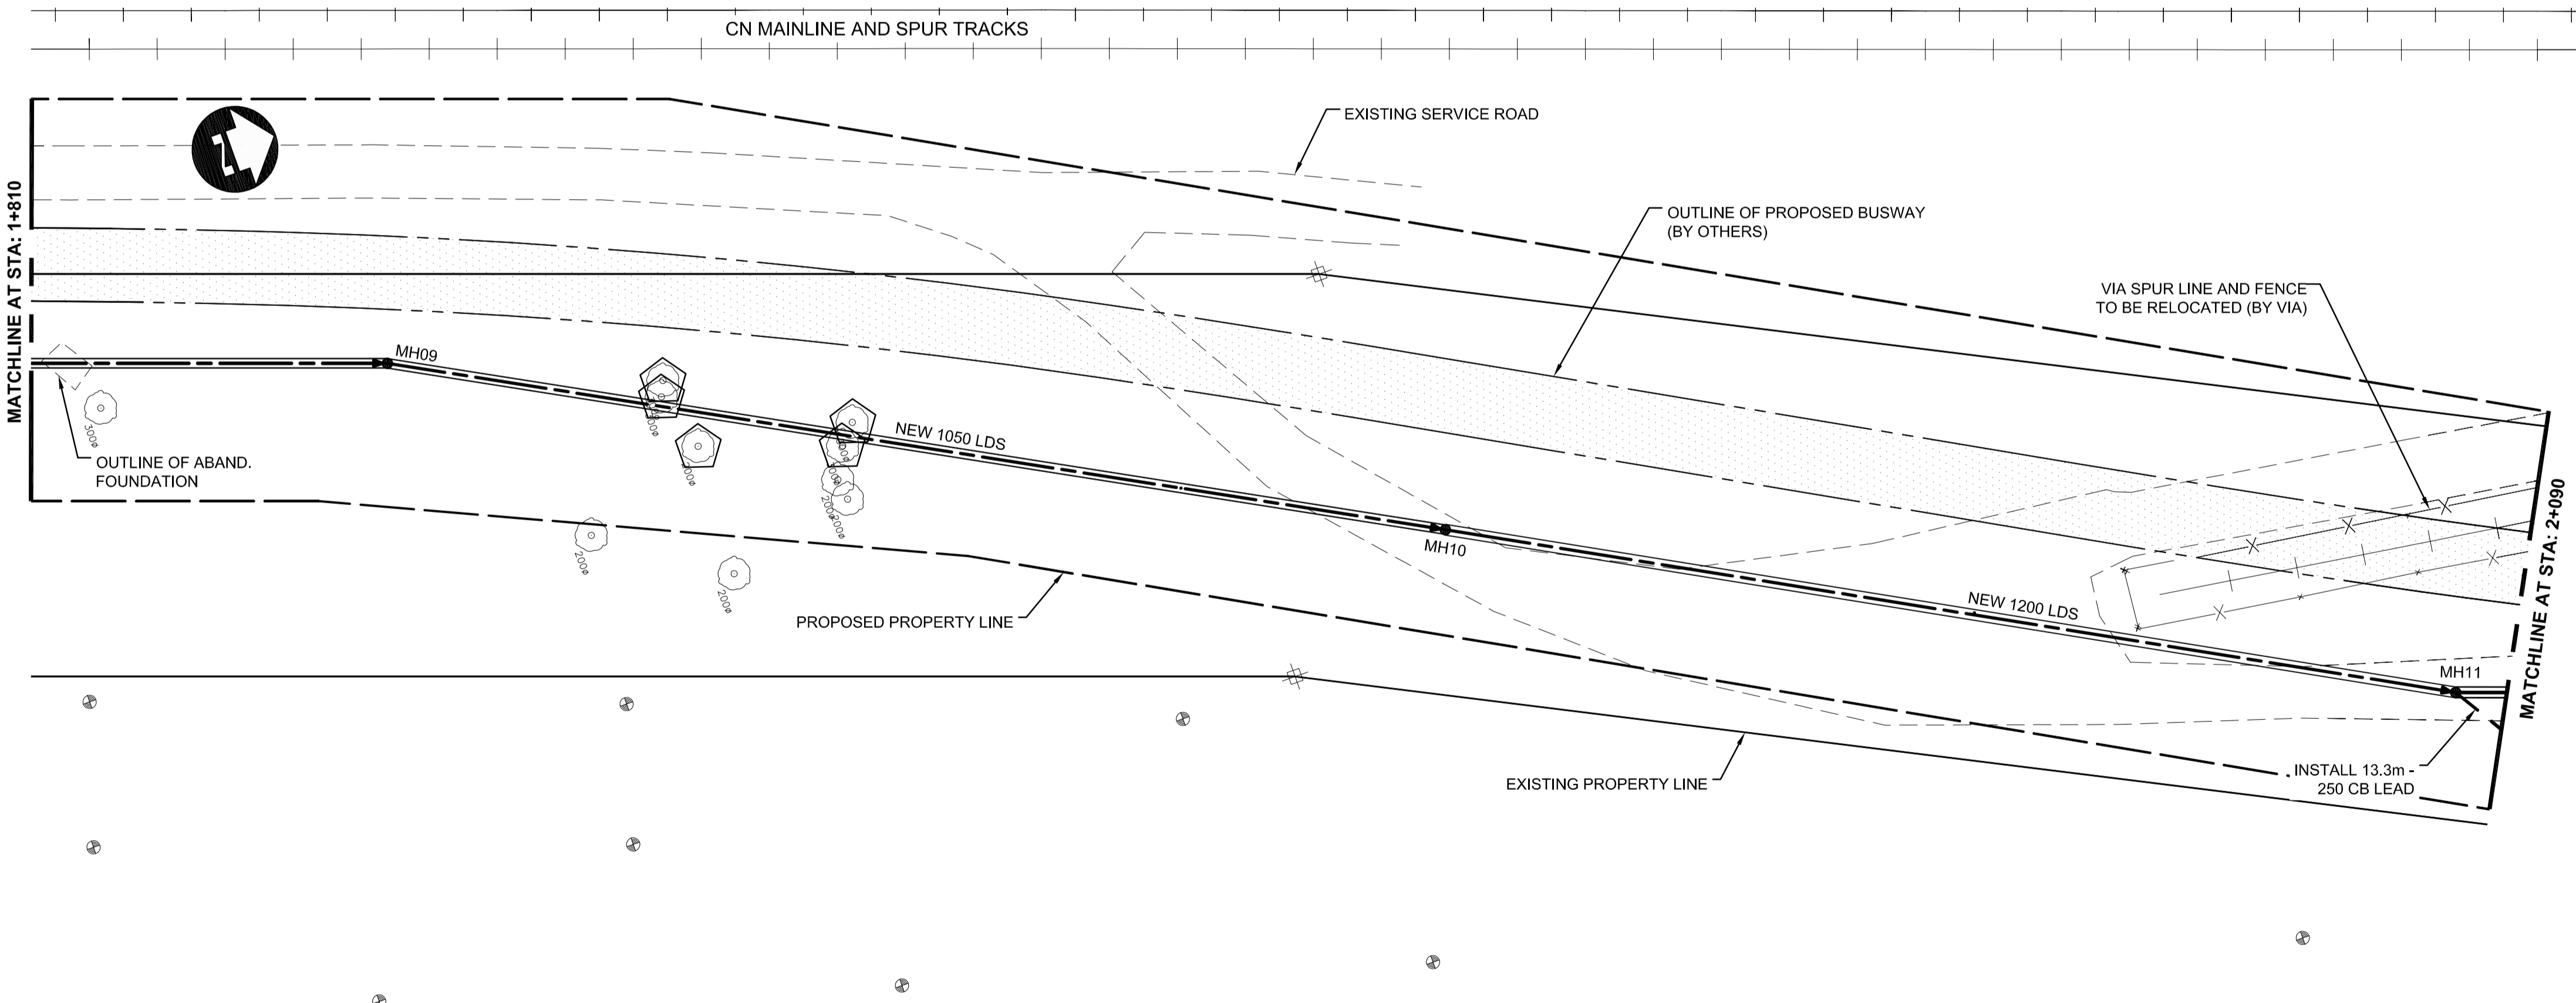 CN MAINLINE AND SPUR TRACKS
EXISTING SERVICE ROAD
MATCHLINE AT STA: 1+810
OUTLINE OF PROPOSED BUSWAY
(BY OTHERS)
VIA SPUR LINE AND FENCE
TO BE RELOCATED (BY VIA)
MH09
300ø
OUTLINE OF ABAND.
FOUNDATION
200ø
NEW 1050 LDS
200ø
200ø
200ø
MH10
200ø
200ø
PROPOSED PROPERTY LINE
NEW 1200 LDS
MH11
MATCHLINE AT STA: 2+090
EXISTING PROPERTY LINE
INSTALL 13.3m -
250 CB LEAD
N